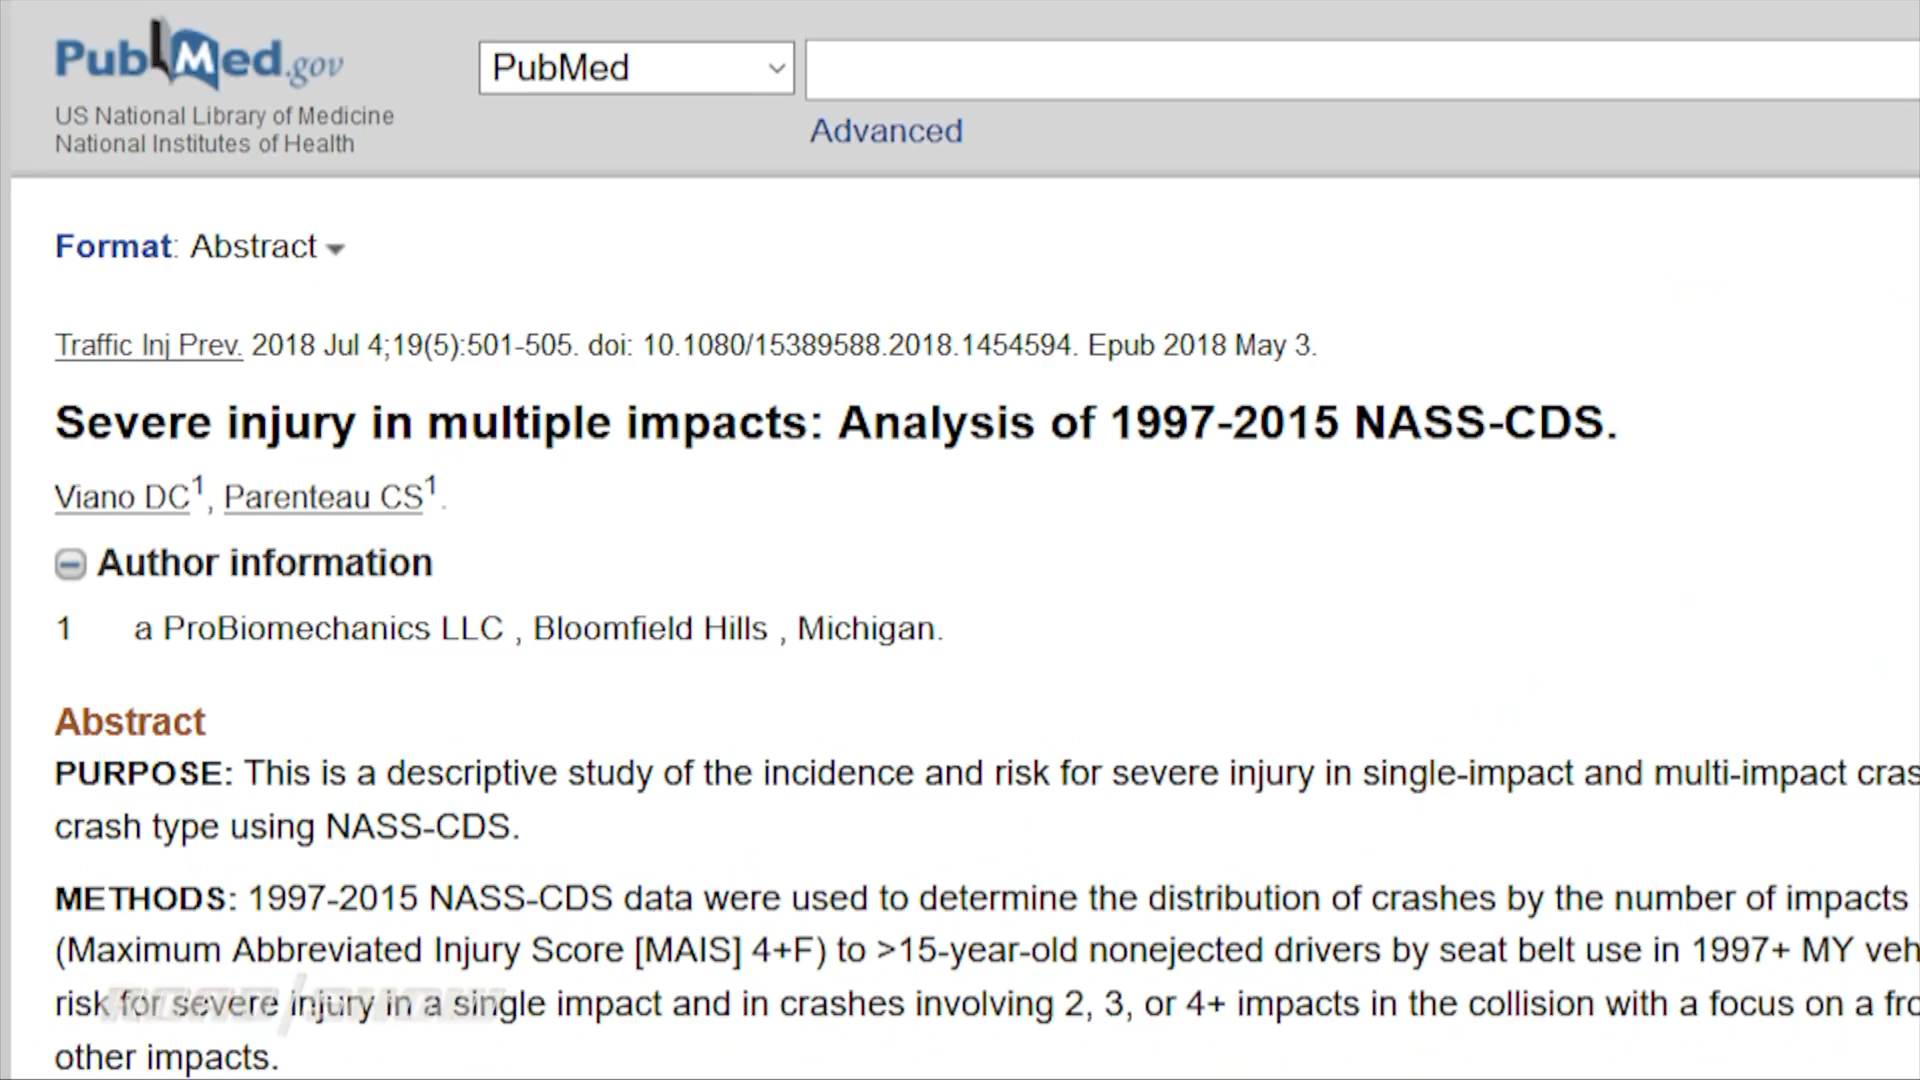 PubMed.gov
US National Library of Medicine
National Institutes of Health
PubMed
Advanced
Format: Abstract
Traffic Inj Prev. 2018 Jul 4;19(5):501-505. doi: 10.1080/15389588.2018.1454594. Epub 2018 May 3.
Severe injury in multiple impacts: Analysis of 1997-2015 NASS-CDS.
Viano DC1, Parenteau CS1.
Author information
1 a ProBiomechanics LLC , Bloomfield Hills , Michigan.
Abstract
PURPOSE: This is a descriptive study of the incidence and risk for severe injury in single-impact and multi-impact cras
crash type using NASS-CDS.
METHODS: 1997-2015 NASS-CDS data were used to determine the distribution of crashes by the number of impacts
(Maximum Abbreviated Injury Score [MAIS] 4+F) to >15-year-old nonejected drivers by seat belt use in 1997+ MY veh
risk for severe injury in a single impact and in crashes involving 2, 3, or 4+ impacts in the collision with a focus on a fro
other impacts.
ROAD/SHOW